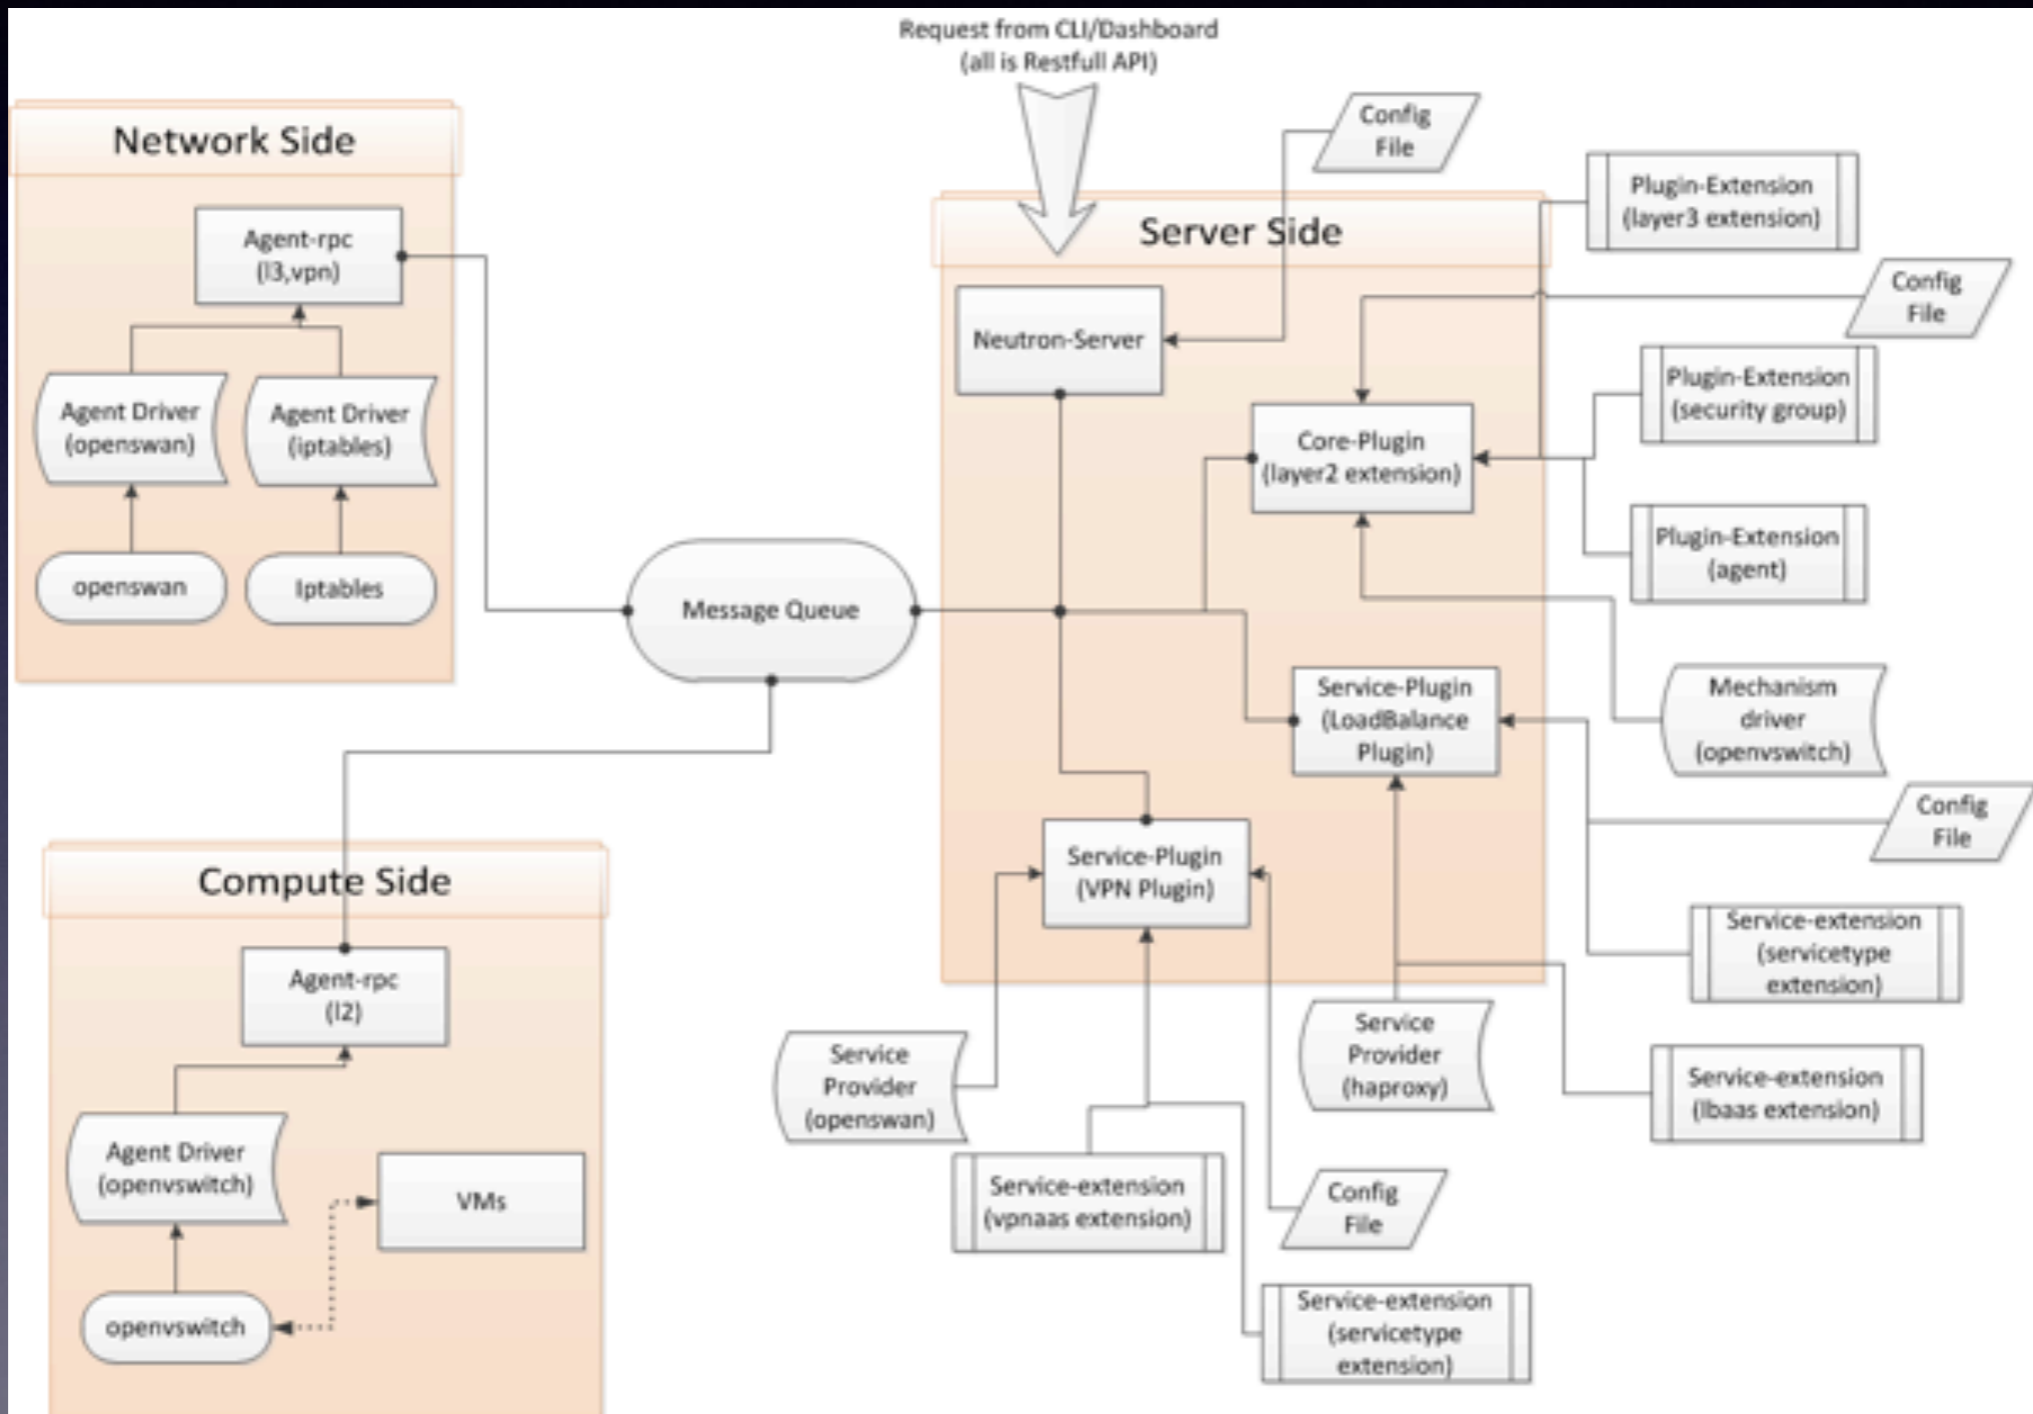 Request from CLI/Dashboard
(all is Restfull API)
Network Side
Agent-rpc
(l3,vpn)
Agent Driver
(openswan)
Agent Driver
(iptables)
openswan
Iptables
Message Queue
Compute Side
Agent-rpc
(l2)
Agent Driver
(openvswitch)
VMs
openvswitch
Server Side
Neutron-Server
Core-Plugin
(layer2 extension)
Service-Plugin
(LoadBalance
Plugin)
Service-Plugin
(VPN Plugin)
Config
File
Plugin-Extension
(layer3 extension)
Config
File
Plugin-Extension
(security group)
Plugin-Extension
(agent)
Mechanism
driver
(openvswitch)
Config
File
Service-extension
(servicetype
extension)
Service-extension
(lbaas extension)
Service
Provider
(haproxy)
Service
Provider
(openswan)
Service-extension
(vpnaas extension)
Config
File
Service-extension
(servicetype
extension)